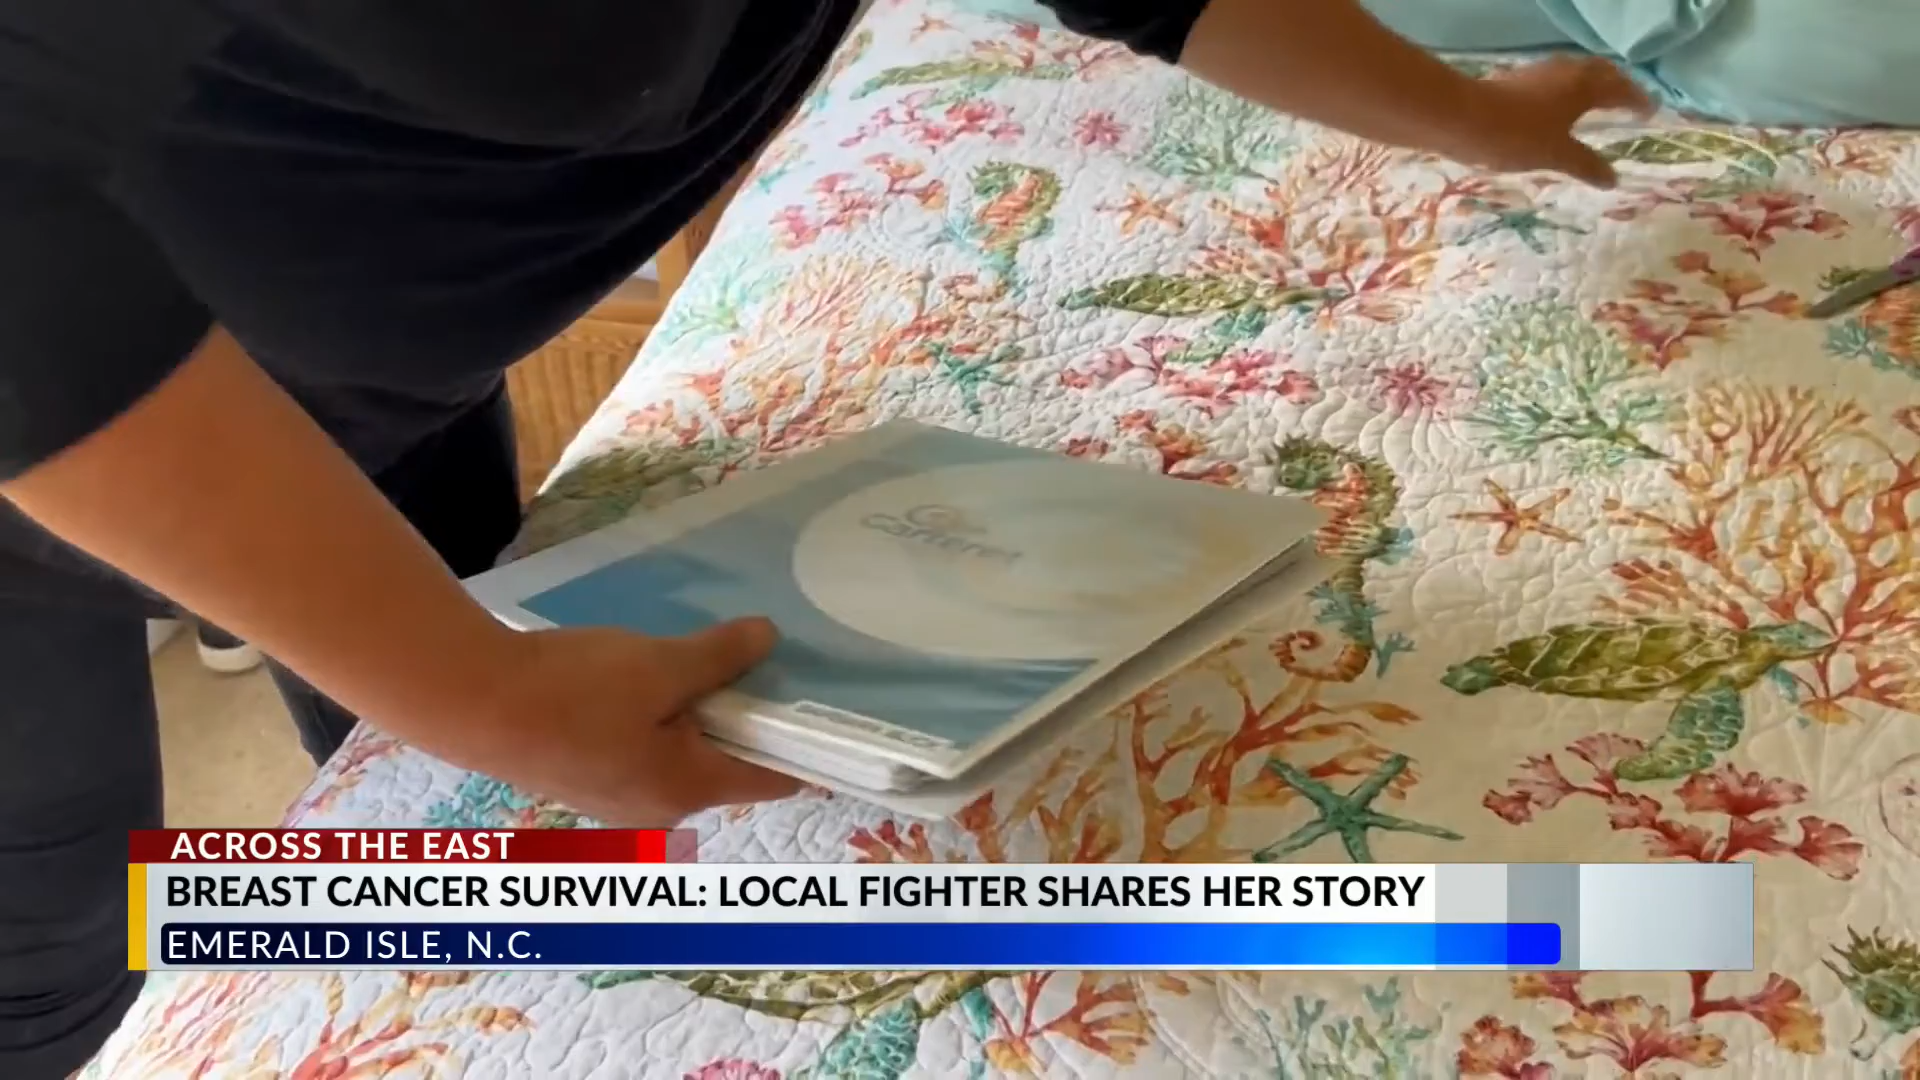 carteret
ACROSS THE EAST
BREAST CANCER SURVIVAL: LOCAL FIGHTER SHARES HER STORY
EMERALD ISLE, N.C.